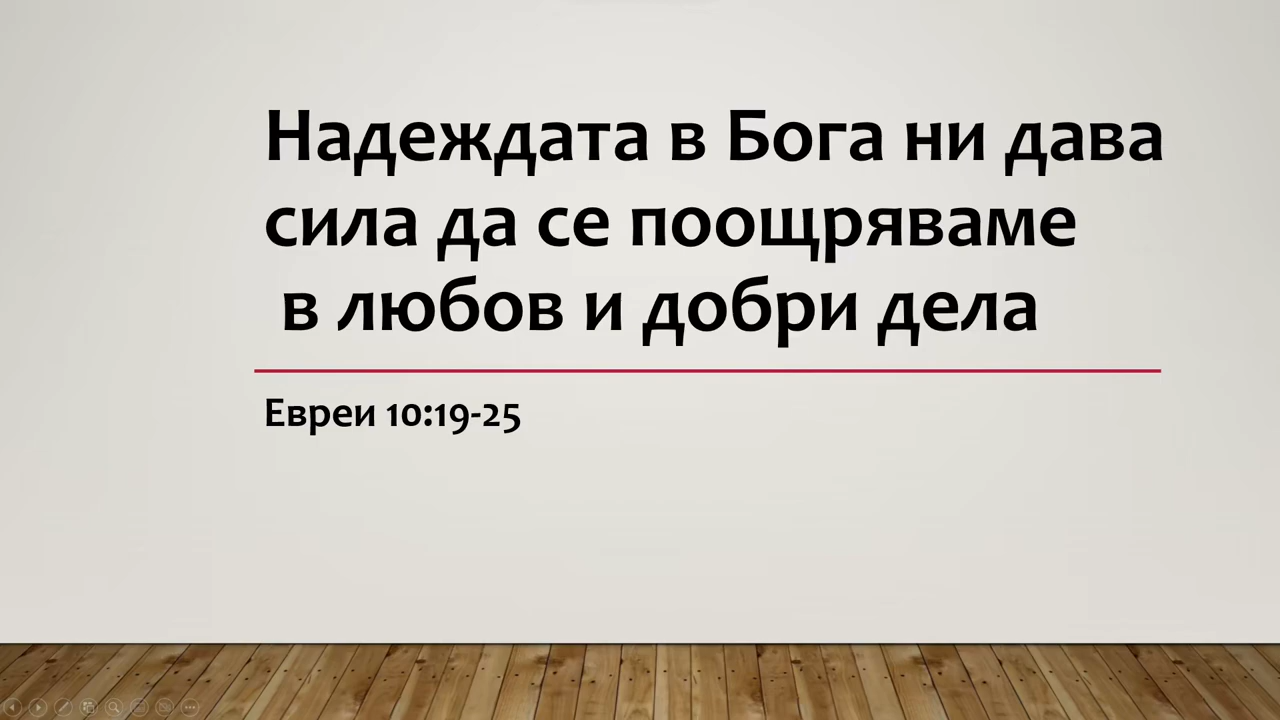 Надеждата в Бога ни дава
сила да се поощряваме
в любов и добри дела
Евреи 10:19-25